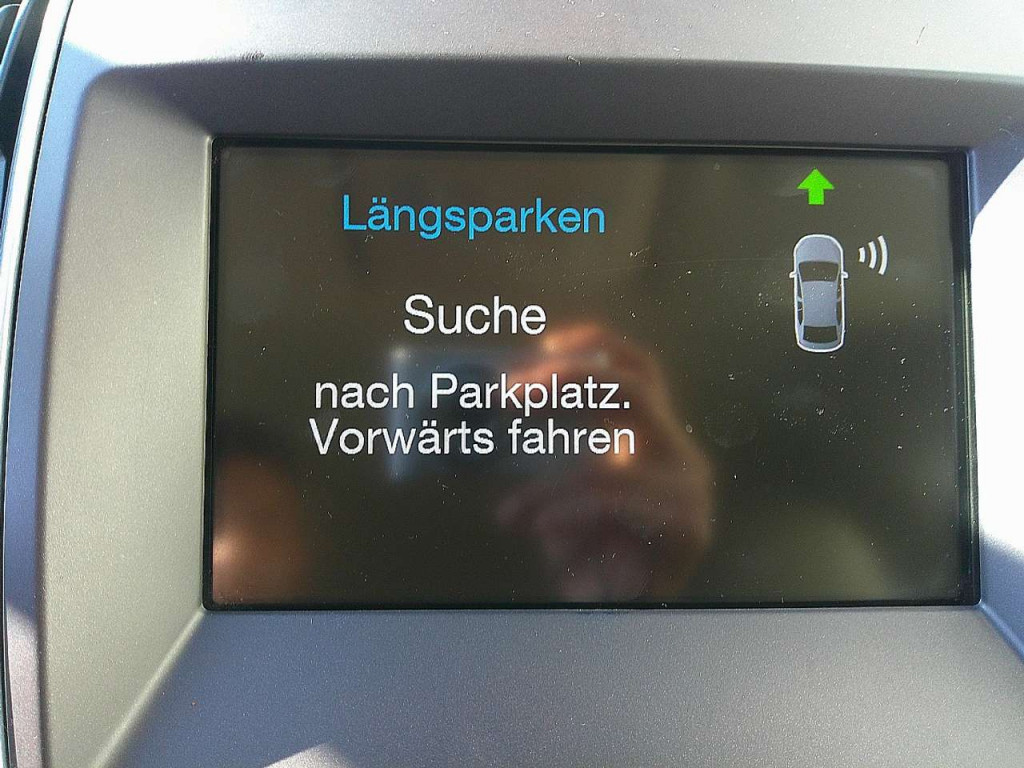 Längsparken
Suche
nach Parkplatz.
Vorwärts fahren